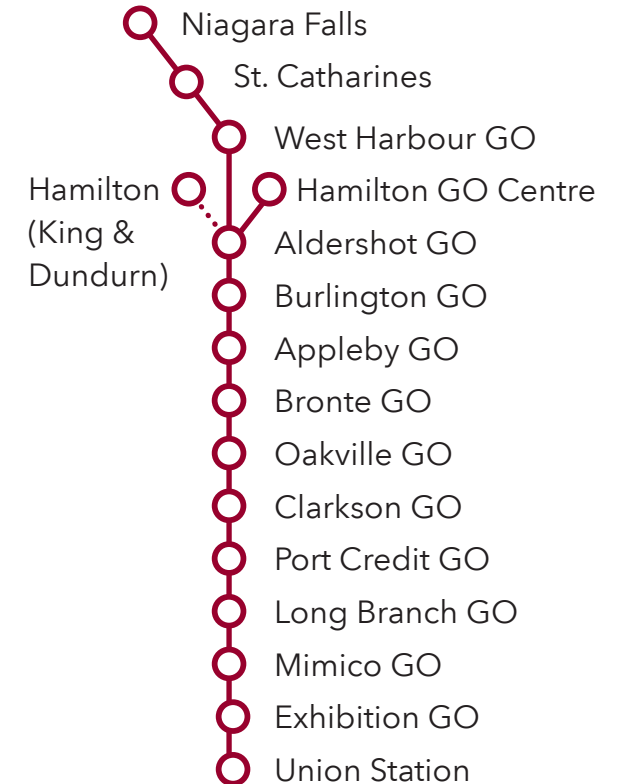 Niagara Falls
St. Catharines
West Harbour GO
Hamilton
(King &
Dundurn)
Hamilton GO Centre
Aldershot GO
Burlington GO
Appleby GO
Bronte GO
Oakville GO
Clarkson GO
Port Credit GO
Long Branch GO
Mimico GO
Exhibition GO
Union Station